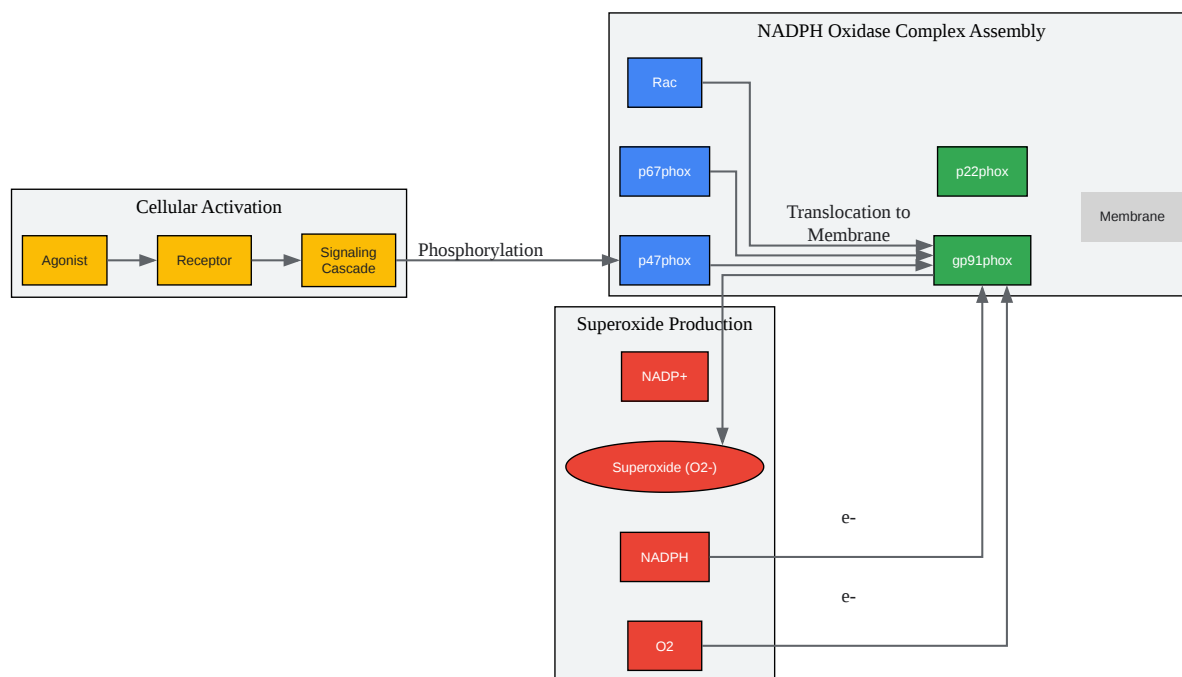 NADPH Oxidase Complex Assembly
Rac
p67phox
p22phox
Cellular Activation
Translocation to
Membrane
Membrane
Agonist
Receptor
Signaling
Cascade
Phosphorylation
p47phox
gp91phox
Superoxide Production
NADP+
Superoxide (O2-)
e-
NADPH
e-
O2